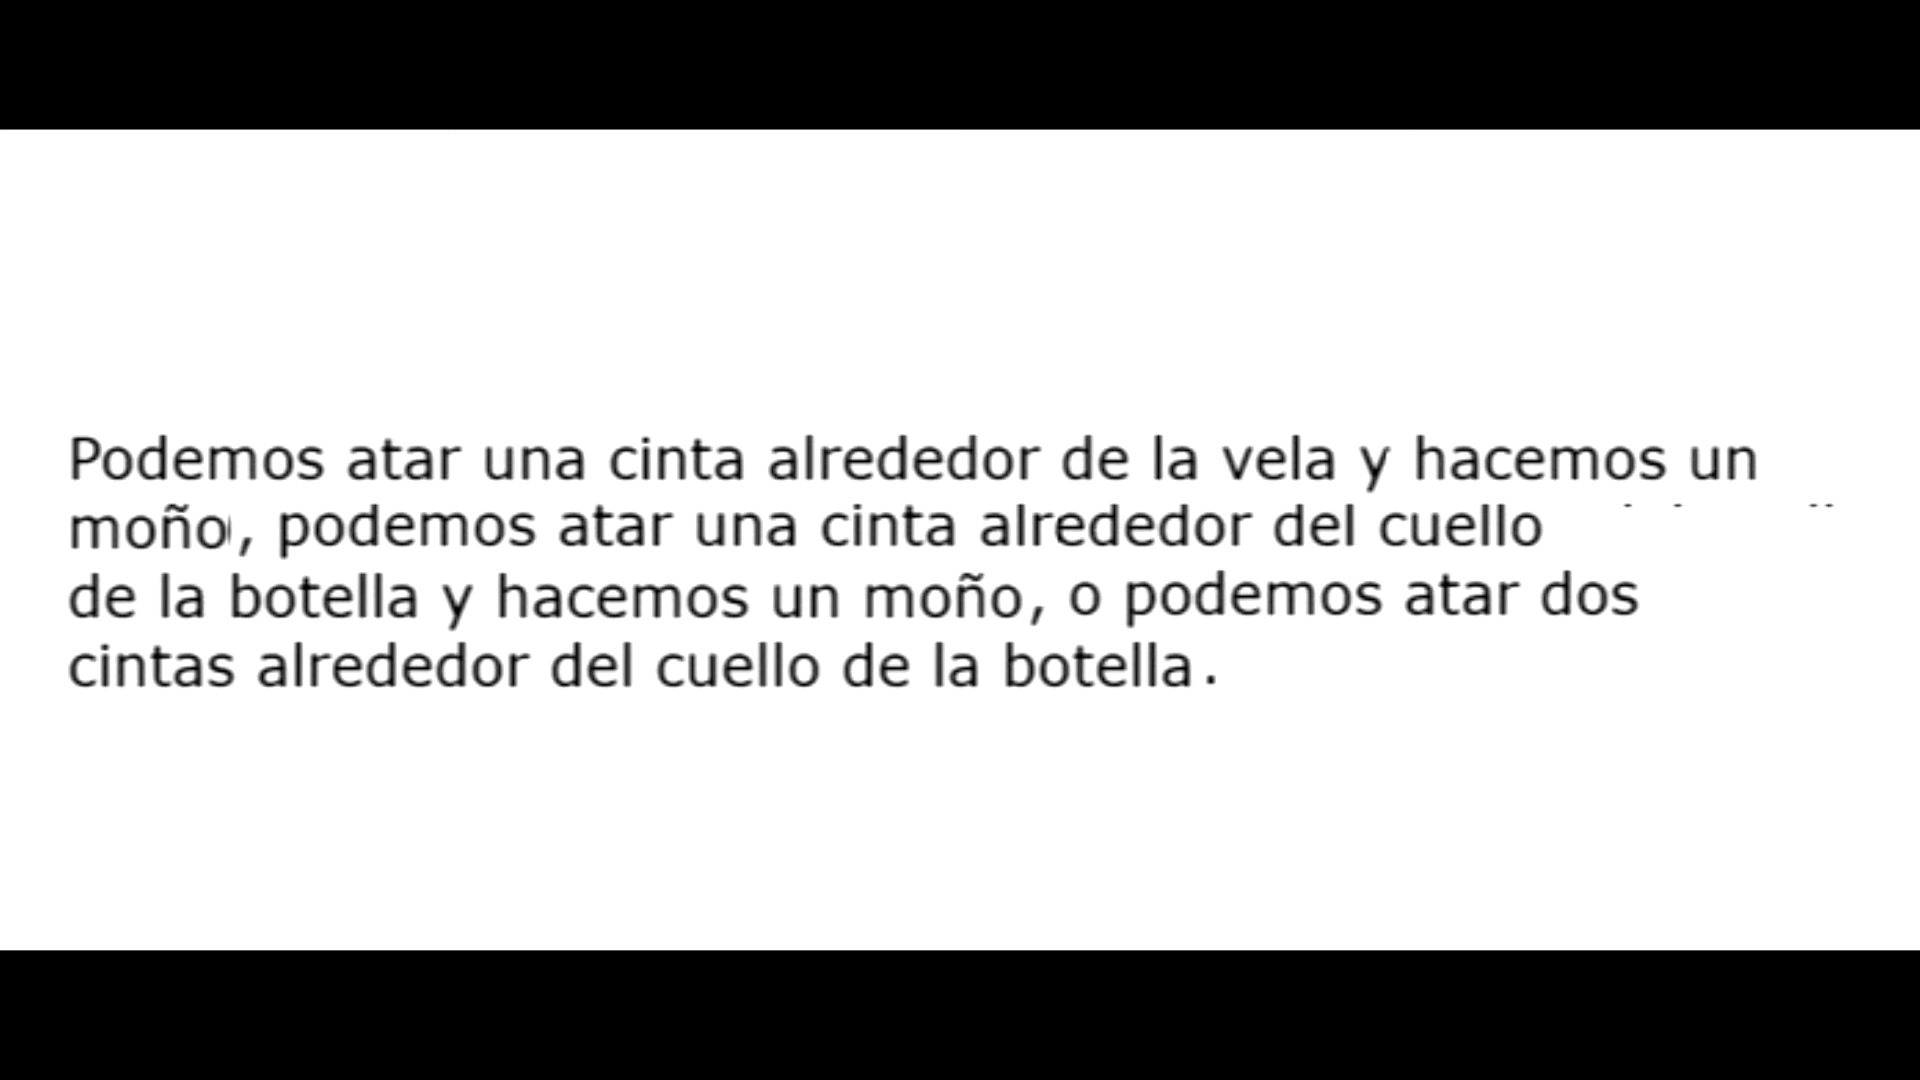 Podemos atar una cinta alrededor de la vela y hacemos un
moño, podemos atar una cinta alrededor del cuello
de la botella y hacemos un moño, o podemos atar dos
cintas alrededor del cuello de la botella.